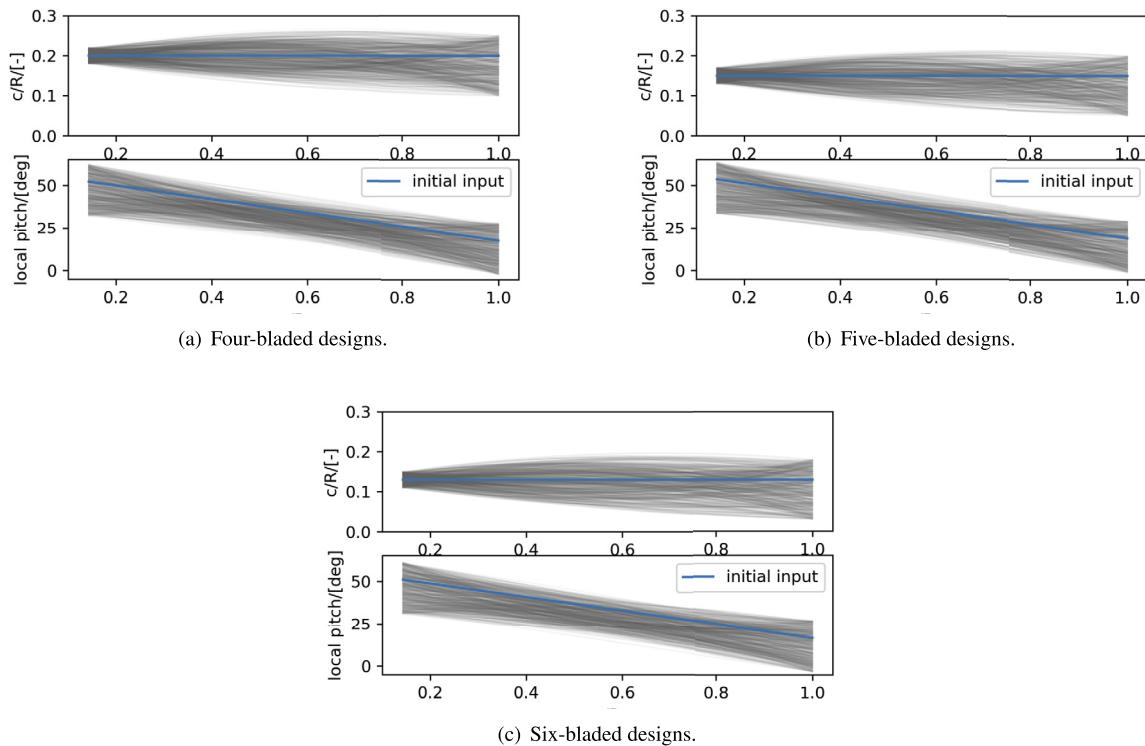 0.3
0.2
0.1
0.0
c/R/[-]
0.2 0.4 0.6 0.8 1.0
50
25
0
local pitch/[deg]
initial input
0.2 0.4 0.6 0.8 1.0
(a) Four-bladed designs.
0.3
0.2
0.1
0.0
c/R/[-]
0.2 0.4 0.6 0.8 1.0
50
25
0
local pitch/[deg]
initial input
0.2 0.4 0.6 0.8 1.0
(b) Five-bladed designs.
0.3
0.2
0.1
0.0
c/R/[-]
0.2 0.4 0.6 0.8 1.0
50
25
0
local pitch/[deg]
initial input
0.2 0.4 0.6 0.8 1.0
(c) Six-bladed designs.